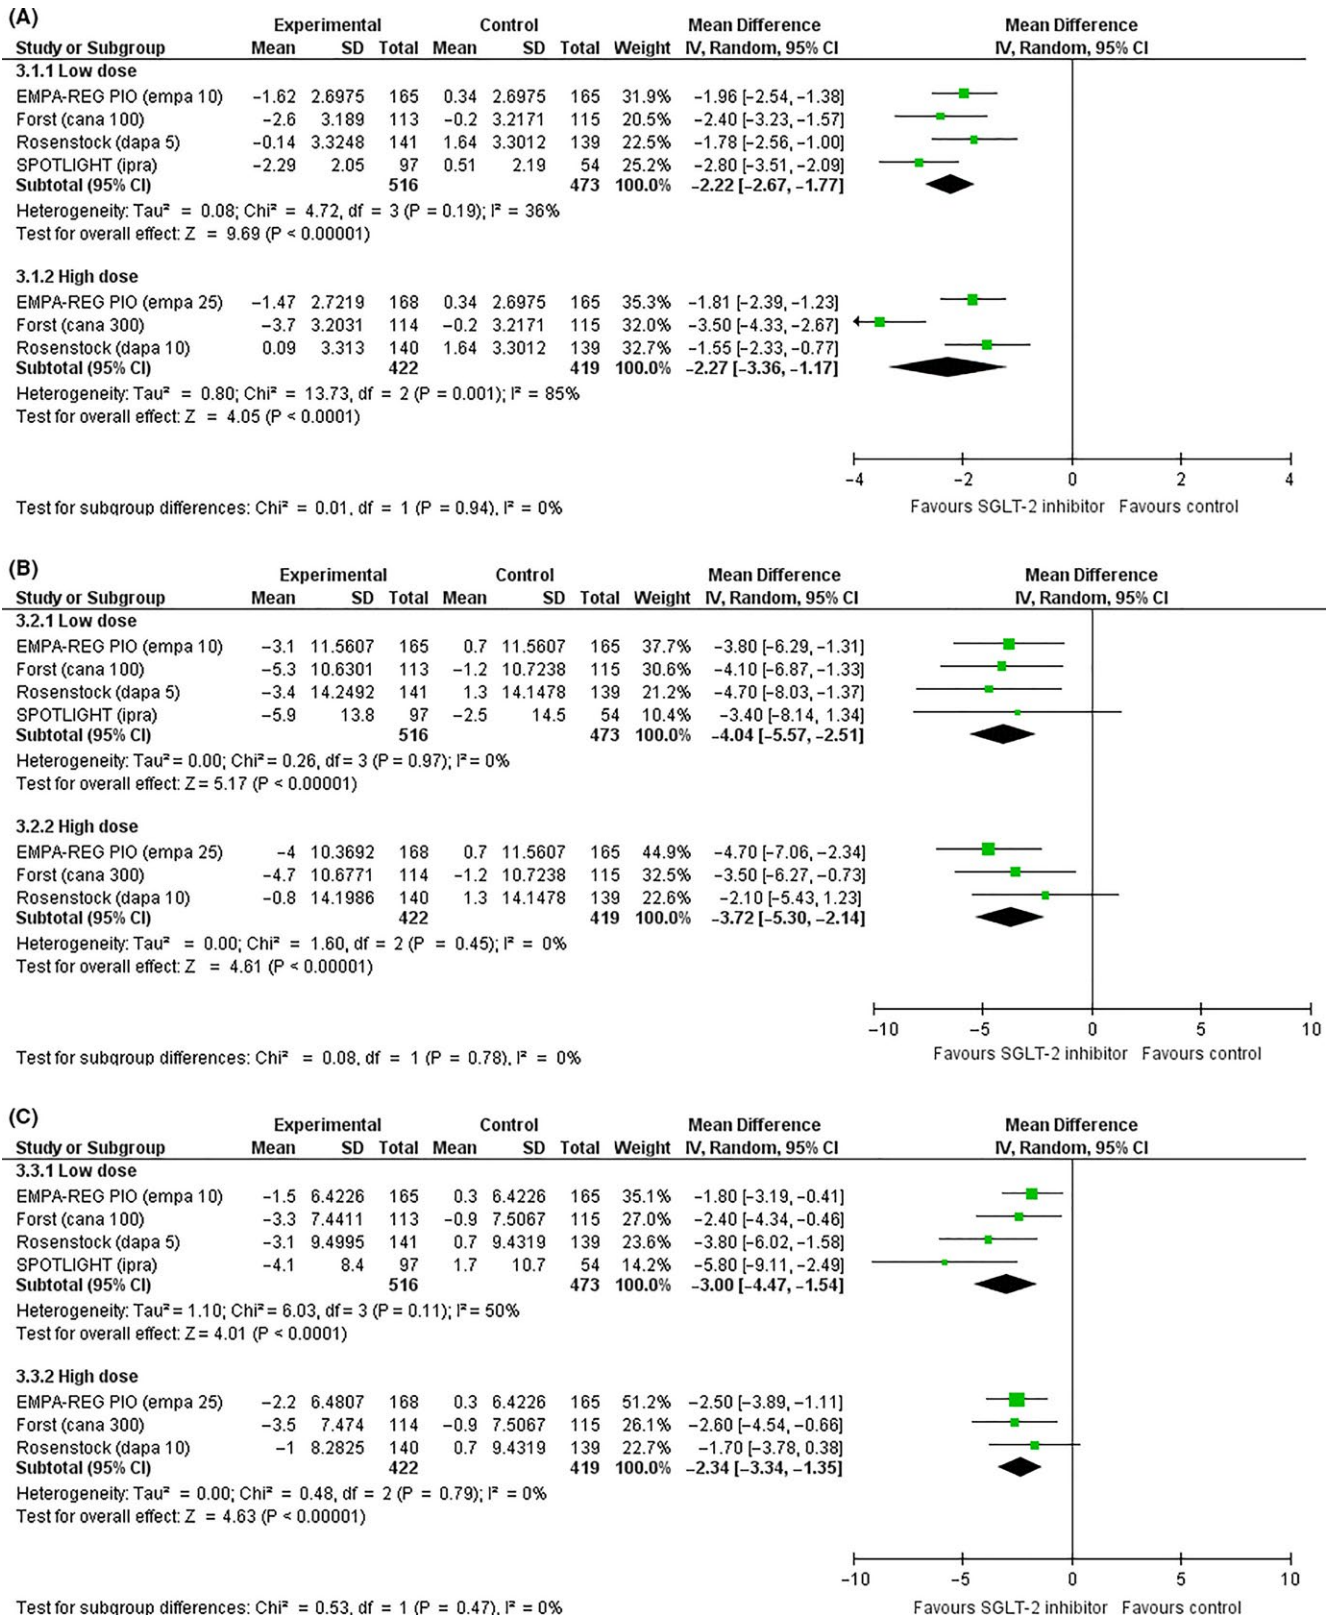 (A)
Experimental Control Mean Difference Mean Difference
Study or Subgroup Mean SD Total Mean SD Total Weight IV, Random, 95% CI IV, Random, 95% CI
3.1.1 Low dose
EMPA-REG PIO (empa 10) −1.62 2.6975 165 0.34 2.6975 165 31.9% −1.96 [−2.54, −1.38]
Forst (cana 100) −2.6 3.189 113 −0.2 3.2171 115 20.5% −2.40 [−3.23, −1.57]
Rosenstock (dapa 5) −0.14 3.3248 141 1.64 3.3012 139 22.5% −1.78 [−2.56, −1.00]
SPOTLIGHT (ipra) −2.29 2.05 97 0.51 2.19 54 25.2% −2.80 [−3.51, −2.09]
Subtotal (95% CI) 516 473 100.0% −2.22 [−2.67, −1.77]
Heterogeneity: Tau² = 0.08; Chi² = 4.72, df = 3 (P = 0.19); I² = 36%
Test for overall effect: Z = 9.69 (P < 0.00001)
3.1.2 High dose
EMPA-REG PIO (empa 25) −1.47 2.7219 168 0.34 2.6975 165 35.3% −1.81 [−2.39, −1.23]
Forst (cana 300) −3.7 3.2031 114 −0.2 3.2171 115 32.0% −3.50 [−4.33, −2.67]
Rosenstock (dapa 10) 0.09 3.313 140 1.64 3.3012 139 32.7% −1.55 [−2.33, −0.77]
Subtotal (95% CI) 422 419 100.0% −2.27 [−3.36, −1.17]
Heterogeneity: Tau² = 0.80; Chi² = 13.73, df = 2 (P = 0.001); I² = 85%
Test for overall effect: Z = 4.05 (P < 0.0001)
−4 −2 0 2 4
Test for subgroup differences: Chi² = 0.01, df = 1 (P = 0.94), I² = 0% Favours SGLT-2 inhibitor Favours control
(B)
Experimental Control Mean Difference Mean Difference
Study or Subgroup Mean SD Total Mean SD Total Weight IV, Random, 95% CI IV, Random, 95% CI
3.2.1 Low dose
EMPA-REG PIO (empa 10) −3.1 11.5607 165 0.7 11.5607 165 37.7% −3.80 [−6.29, −1.31]
Forst (cana 100) −5.3 10.6301 113 −1.2 10.7238 115 30.6% −4.10 [−6.87, −1.33]
Rosenstock (dapa 5) −3.4 14.2492 141 1.3 14.1478 139 21.2% −4.70 [−8.03, −1.37]
SPOTLIGHT (ipra) −5.9 13.8 97 −2.5 14.5 54 10.4% −3.40 [−8.14, 1.34]
Subtotal (95% CI) 516 473 100.0% −4.04 [−5.57, −2.51]
Heterogeneity: Tau² = 0.00; Chi² = 0.26, df = 3 (P = 0.97); I² = 0%
Test for overall effect: Z = 5.17 (P < 0.00001)
3.2.2 High dose
EMPA-REG PIO (empa 25) −4 10.3692 168 0.7 11.5607 165 44.9% −4.70 [−7.06, −2.34]
Forst (cana 300) −4.7 10.6771 114 −1.2 10.7238 115 32.5% −3.50 [−6.27, −0.73]
Rosenstock (dapa 10) −0.8 14.1986 140 1.3 14.1478 139 22.6% −2.10 [−5.43, 1.23]
Subtotal (95% CI) 422 419 100.0% −3.72 [−5.30, −2.14]
Heterogeneity: Tau² = 0.00; Chi² = 1.60, df = 2 (P = 0.45); I² = 0%
Test for overall effect: Z = 4.61 (P < 0.00001)
−10 −5 0 5 10
Test for subgroup differences: Chi² = 0.08, df = 1 (P = 0.78), I² = 0% Favours SGLT-2 inhibitor Favours control
(C)
Experimental Control Mean Difference Mean Difference
Study or Subgroup Mean SD Total Mean SD Total Weight IV, Random, 95% CI IV, Random, 95% CI
3.3.1 Low dose
EMPA-REG PIO (empa 10) −1.5 6.4226 165 0.3 6.4226 165 35.1% −1.80 [−3.19, −0.41]
Forst (cana 100) −3.3 7.4411 113 −0.9 7.5067 115 27.0% −2.40 [−4.34, −0.46]
Rosenstock (dapa 5) −3.1 9.4995 141 0.7 9.4319 139 23.6% −3.80 [−6.02, −1.58]
SPOTLIGHT (ipra) −4.1 8.4 97 1.7 10.7 54 14.2% −5.80 [−9.11, −2.49]
Subtotal (95% CI) 516 473 100.0% −3.00 [−4.47, −1.54]
Heterogeneity: Tau² = 1.10; Chi² = 6.03, df = 3 (P = 0.11); I² = 50%
Test for overall effect: Z = 4.01 (P < 0.0001)
3.3.2 High dose
EMPA-REG PIO (empa 25) −2.2 6.4807 168 0.3 6.4226 165 51.2% −2.50 [−3.89, −1.11]
Forst (cana 300) −3.5 7.474 114 −0.9 7.5067 115 26.1% −2.60 [−4.54, −0.66]
Rosenstock (dapa 10) −1 8.2825 140 0.7 9.4319 139 22.7% −1.70 [−3.78, 0.38]
Subtotal (95% CI) 422 419 100.0% −2.34 [−3.34, −1.35]
Heterogeneity: Tau² = 0.00; Chi² = 0.48, df = 2 (P = 0.79); I² = 0%
Test for overall effect: Z = 4.63 (P < 0.00001)
−10 −5 0 5 10
Test for subgroup differences: Chi² = 0.53, df = 1 (P = 0.47), I² = 0% Favours SGLT-2 inhibitor Favours control